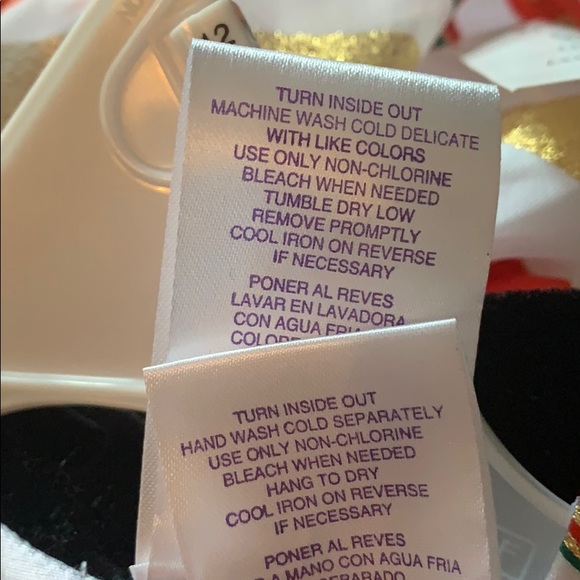 12
TURN INSIDE OUT
MACHINE WASH COLD DELICATE
WITH LIKE COLORS
USE ONLY NON-CHLORINE
BLEACH WHEN NEEDED
TUMBLE DRY LOW
REMOVE PROMPTLY
COOL IRON ON REVERSE
IF NECESSARY
PONER AL REVES
LAVAR EN LAVADORA
CON AGUA FRIA
TURN INSIDE OUT
HAND WASH COLD SEPARATELY
USE ONLY NON-CHLORINE
BLEACH WHEN NEEDED
HANG TO DRY
COOL IRON ON REVERSE
IF NECESSARY
PONER AL REVES
A MANO CON AGUA FRIA